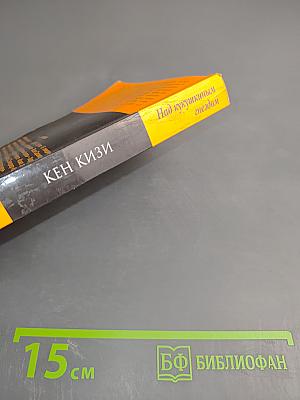 Над кукушкиным
гнездом
КЕН КИЗИ
15 см
БФ БИБЛИОФАН